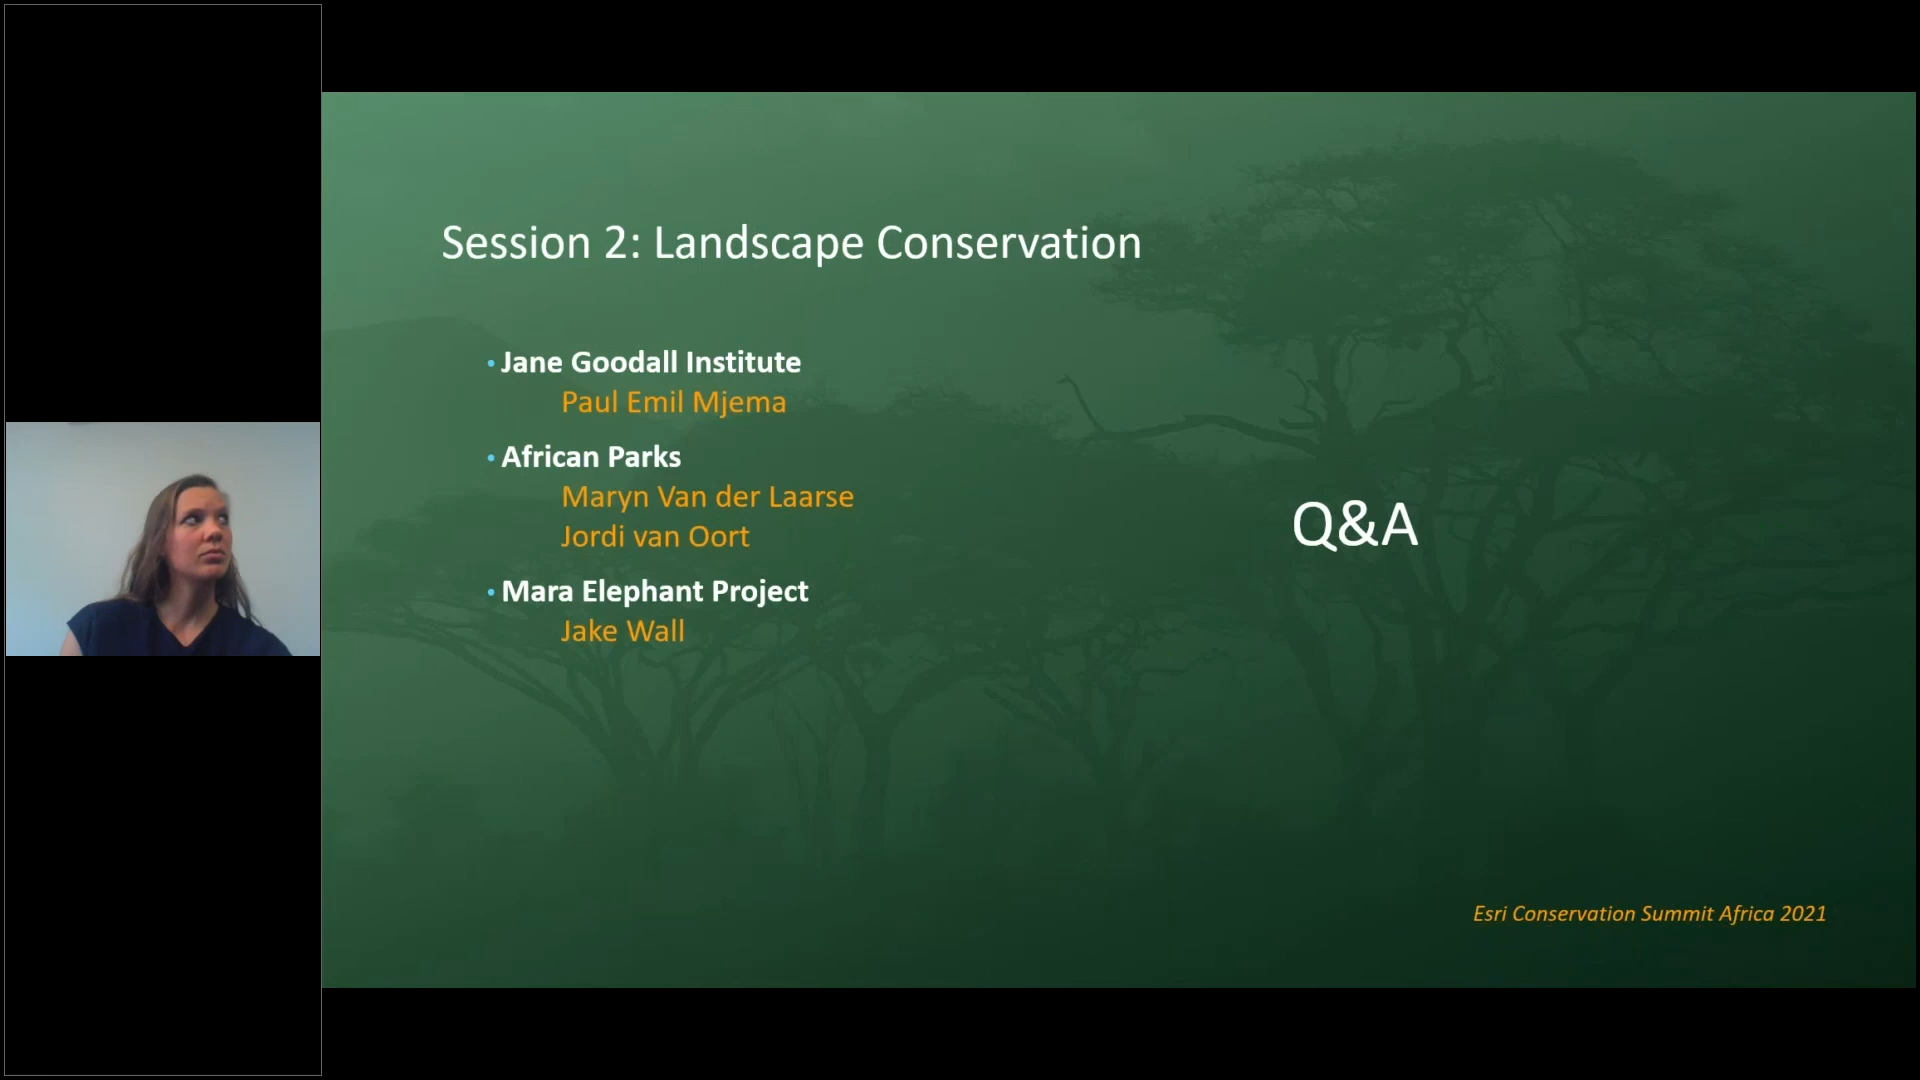 Session 2: Landscape Conservation
• Jane Goodall Institute
Paul Emil Mjema
• African Parks
Maryn Van der Laarse
Jordi van Oort
• Mara Elephant Project
Jake Wall
Q&A
Esri Conservation Summit Africa 2021